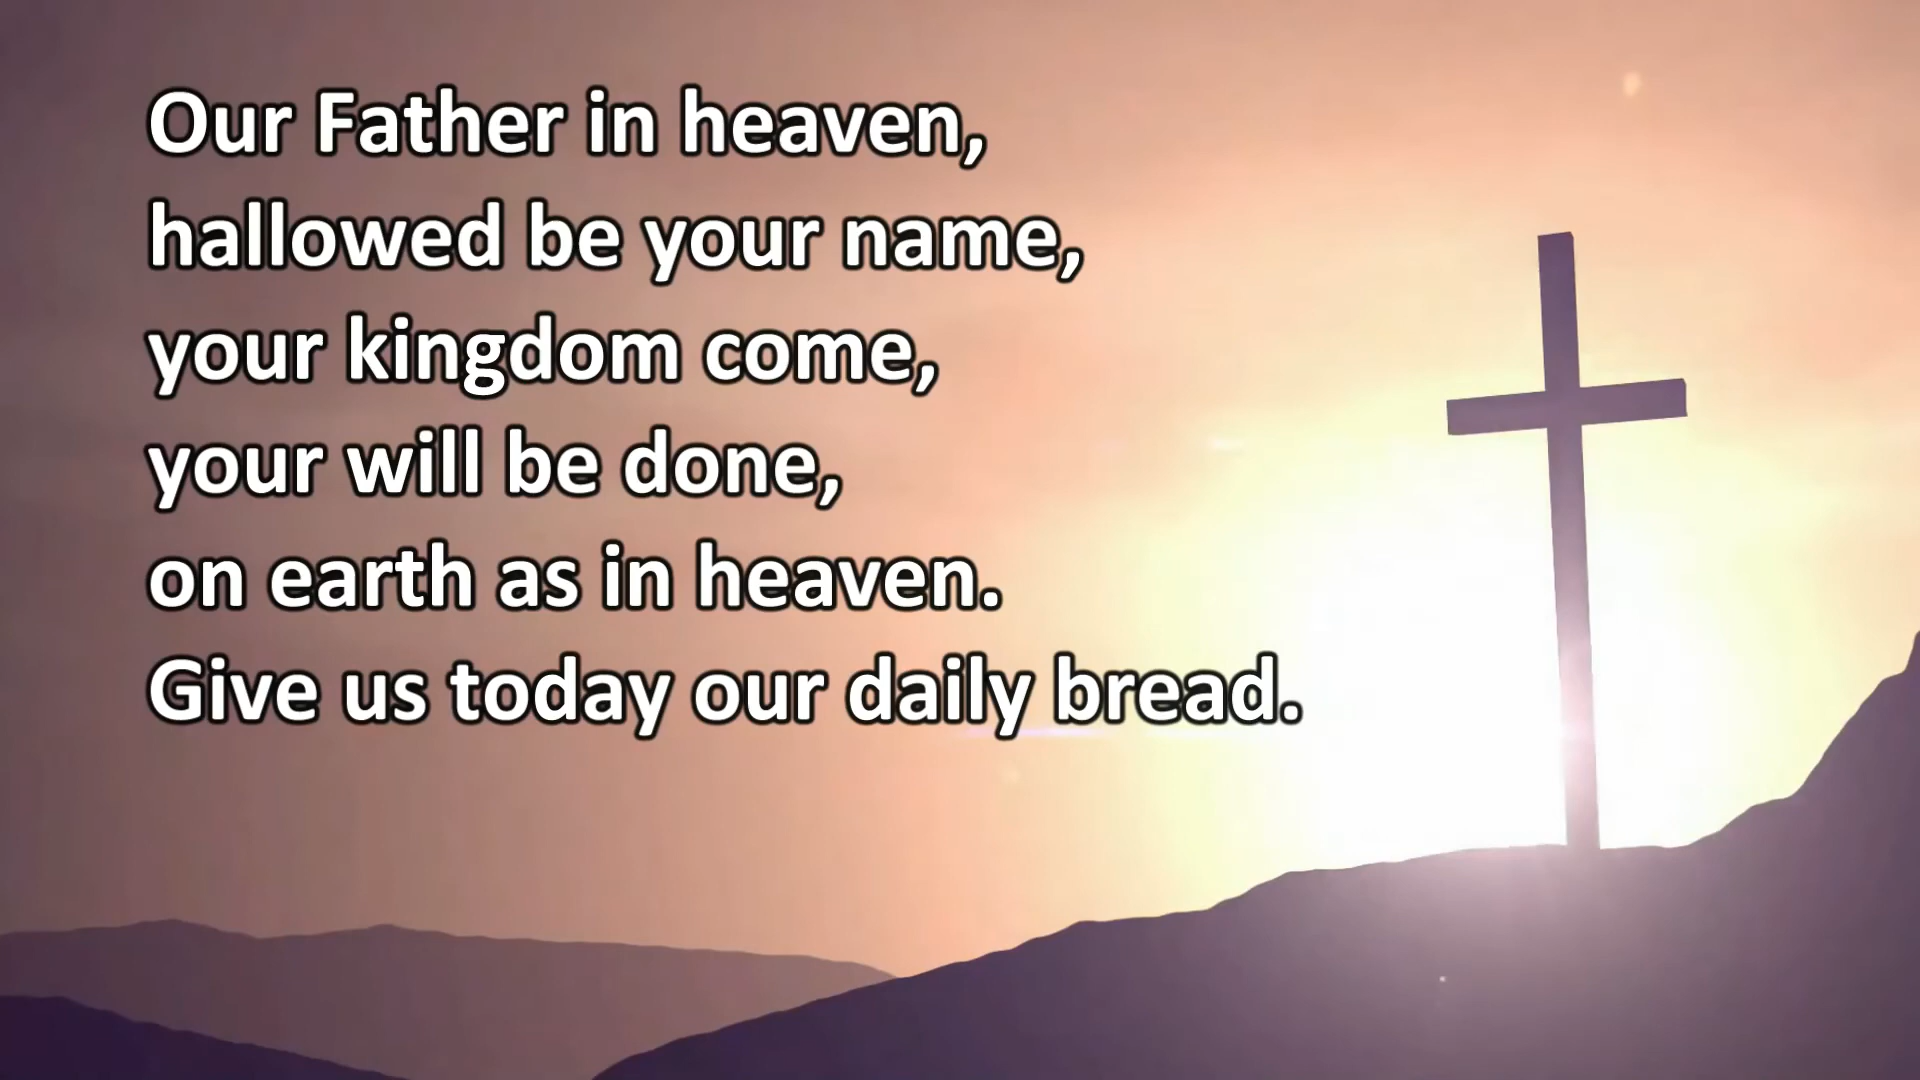 Our Father in heaven,
hallowed be your name,
your kingdom come,
your will be done,
on earth as in heaven.
Give us today our daily bread.